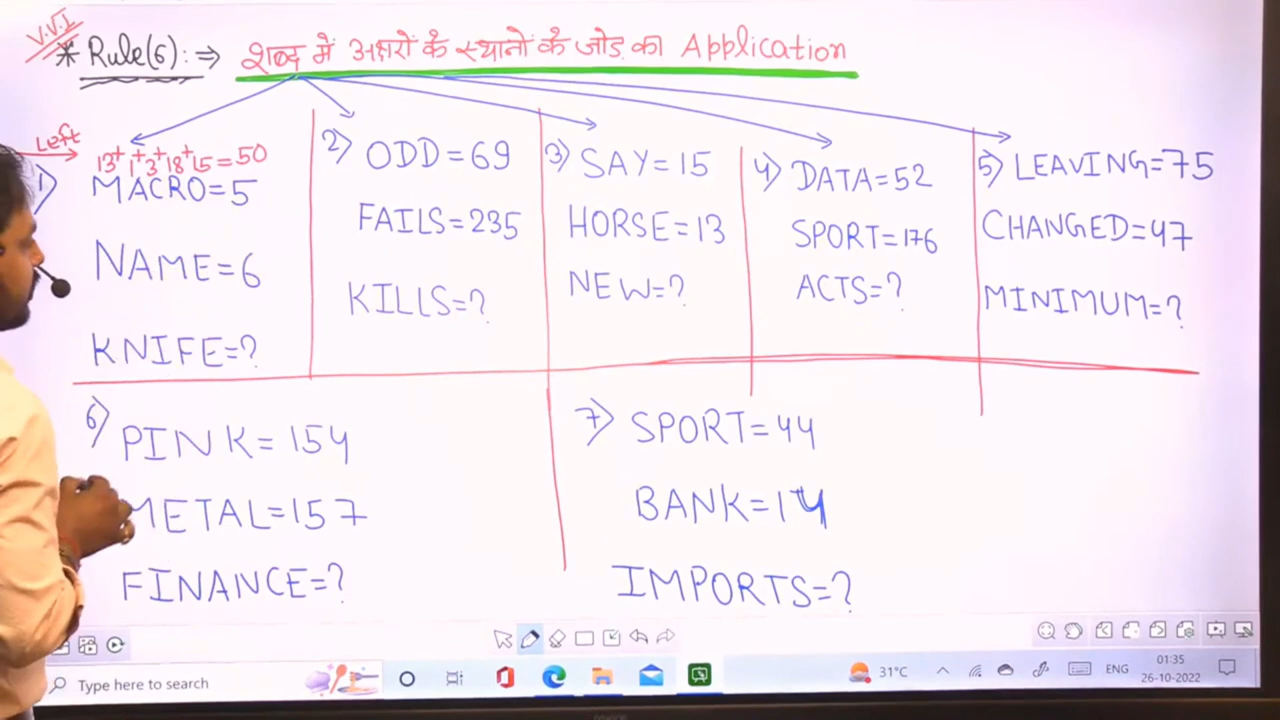 V.V.I
* Rule(6): ⇒ शब्द में अक्षरों के स्थानों के जोड़ का Application
Left
13+ 1+ 3+ 18+ 15 = 50
1) MACRO=5
NAME=6
KNIFE=?
2) ODD=69
FAILS=235
KILLS=?
3) SAY=15
HORSE=13
NEW=?
4) DATA=52
SPORT=176
ACTS=?
5) LEAVING=75
CHANGED=47
MINIMUM=?
6) PINK=154
METAL=157
FINANCE=?
7) SPORT=44
BANK=14
IMPORTS=?
Type here to search
31°C
ENG
01:35
26-10-2022